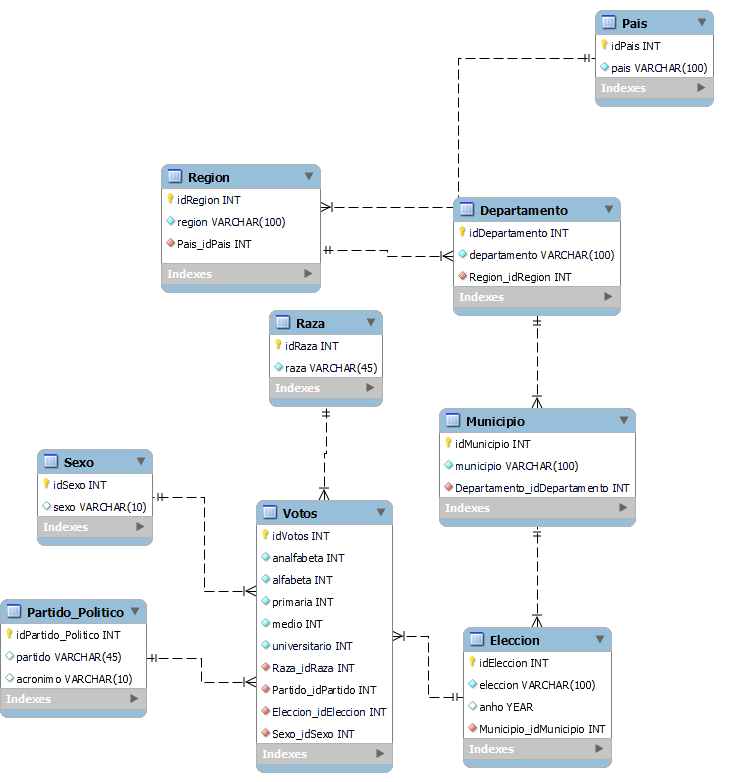 Pais
idPais INT
pais VARCHAR(100)
Indexes
Region
idRegion INT
region VARCHAR(100)
Pais_idPais INT
Indexes
Departamento
idDepartamento INT
departamento VARCHAR(100)
Region_idRegion INT
Indexes
Raza
idRaza INT
raza VARCHAR(45)
Indexes
Municipio
idMunicipio INT
municipio VARCHAR(100)
Departamento_idDepartamento INT
Indexes
Sexo
idSexo INT
sexo VARCHAR(10)
Indexes
Votos
idVotos INT
analfabeta INT
alfabeta INT
primaria INT
medio INT
universitario INT
Raza_idRaza INT
Partido_idPartido INT
Eleccion_idEleccion INT
Sexo_idSexo INT
Indexes
Partido_Politico
idPartido_Politico INT
partido VARCHAR(45)
acronimo VARCHAR(10)
Indexes
Eleccion
idEleccion INT
eleccion VARCHAR(100)
anho YEAR
Municipio_idMunicipio INT
Indexes